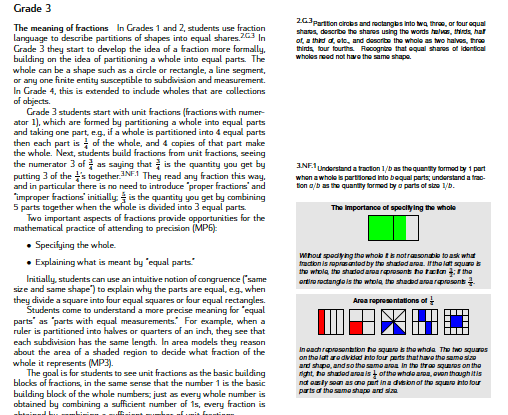 Grade 3
The meaning of fractions In Grades 1 and 2, students use fraction
language to describe partitions of shapes into equal shares.2.G.3 In
Grade 3 they start to develop the idea of a fraction more formally,
building on the idea of partitioning a whole into equal parts. The
whole can be a shape such as a circle or rectangle, a line segment,
or any one finite entity susceptible to subdivision and measurement.
In Grade 4, this is extended to include wholes that are collections
of objects.
Grade 3 students start with unit fractions (fractions with numer-
ator 1), which are formed by partitioning a whole into equal parts
and taking one part, e.g., if a whole is partitioned into 4 equal parts
then each part is 1/4 of the whole, and 4 copies of that part make
the whole. Next, students build fractions from unit fractions, seeing
the numerator 3 of 3/4 as saying that 3/4 is the quantity you get by
putting 3 of the 1/4's together.3.NF.1 They read any fraction this way,
and in particular there is no need to introduce "proper fractions" and
"improper fractions" initially; 5/3 is the quantity you get by combining
5 parts together when the whole is divided into 3 equal parts.
Two important aspects of fractions provide opportunities for the
mathematical practice of attending to precision (MP6):
• Specifying the whole.
• Explaining what is meant by "equal parts."
Initially, students can use an intuitive notion of congruence ("same
size and same shape") to explain why the parts are equal, e.g., when
they divide a square into four equal squares or four equal rectangles.
Students come to understand a more precise meaning for "equal
parts" as "parts with equal measurements." For example, when a
ruler is partitioned into halves or quarters of an inch, they see that
each subdivision has the same length. In area models they reason
about the area of a shaded region to decide what fraction of the
whole it represents (MP3).
The goal is for students to see unit fractions as the basic building
blocks of fractions, in the same sense that the number 1 is the basic
building block of the whole numbers; just as every whole number is
obtained by combining a sufficient number of 1s, every fraction is
obtained by combining a sufficient number of unit fractions.
2.G.3 Partition circles and rectangles into two, three, or four equal
shares, describe the shares using the words halves, thirds, half
of, a third of, etc., and describe the whole as two halves, three
thirds, four fourths. Recognize that equal shares of identical
wholes need not have the same shape.
3.NF.1 Understand a fraction 1/b as the quantity formed by 1 part
when a whole is partitioned into b equal parts; understand a frac-
tion a/b as the quantity formed by a parts of size 1/b.
The importance of specifying the whole
Without specifying the whole it is not reasonable to ask what
fraction is represented by the shaded area. If the left square is
the whole, the shaded area represents the fraction 3/2; if the
entire rectangle is the whole, the shaded area represents 3/4.
Area representations of 1/4
In each representation the square is the whole. The two squares
on the left are divided into four parts that have the same size
and shape, and so the same area. In the three squares on the
right, the shaded area is 1/4 of the whole area, even though it is
not easily seen as one part in a division of the square into four
parts of the same shape and size.